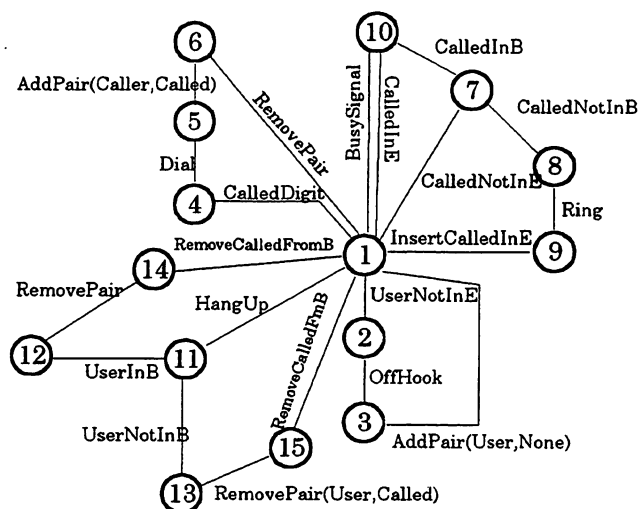 6
10
CalledInB
AddPair(Caller,Called)
RemovePair
BusySignal
CalledInE
7
CalledNotInB
5
Dial
8
4
CalledDigit
CalledNotInE
Ring
RemoveCalledFromB
1
InsertCalledInE
9
14
RemovePair
HangUp
UserNotInE
2
12
UserInB
11
RemoveCalledFmB
OffHook
3
UserNotInB
15
AddPair(User,None)
13
RemovePair(User,Called)